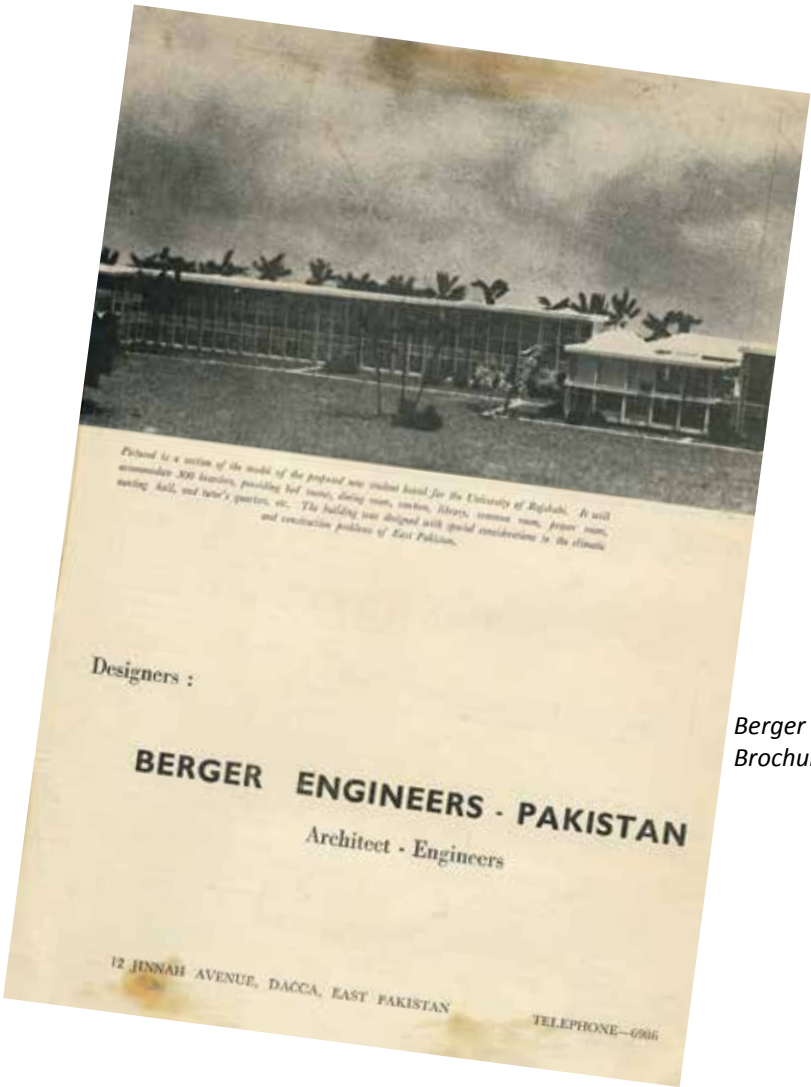 Pictured is a section of the model of the proposed new student hostel for the University of Rajshahi. It will
accommodate 300 boarders, providing bed rooms, dining room, canteen, library, common room, prayer room,
meeting hall, and tutor's quarters, etc. The building was designed with special considerations to the climatic
and construction problems of East Pakistan.
Designers :
BERGER ENGINEERS - PAKISTAN
Architect - Engineers
12 JINNAH AVENUE, DACCA, EAST PAKISTAN TELEPHONE—6986
Berger
Brochu